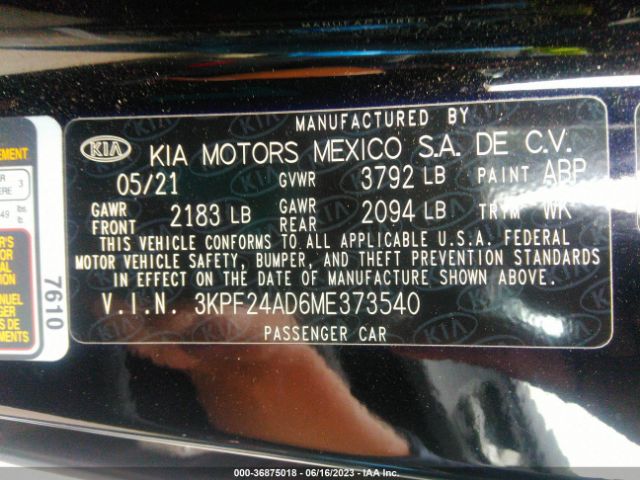 MANUFACTURED BY
KIA KIA MOTORS MEXICO S.A. DE C.V.
05/21 GVWR 3792 LB PAINT ABP
GAWR FRONT 2183 LB GAWR REAR 2094 LB TRIM WK
THIS VEHICLE CONFORMS TO ALL APPLICABLE U.S.A. FEDERAL
MOTOR VEHICLE SAFETY, BUMPER, AND THEFT PREVENTION STANDARDS
IN EFFECT ON THE DATE OF MANUFACTURE SHOWN ABOVE.
V.I.N. 3KPF24AD6ME373540
PASSENGER CAR
7610
000-36875018 - 06/16/2023 - IAA Inc.